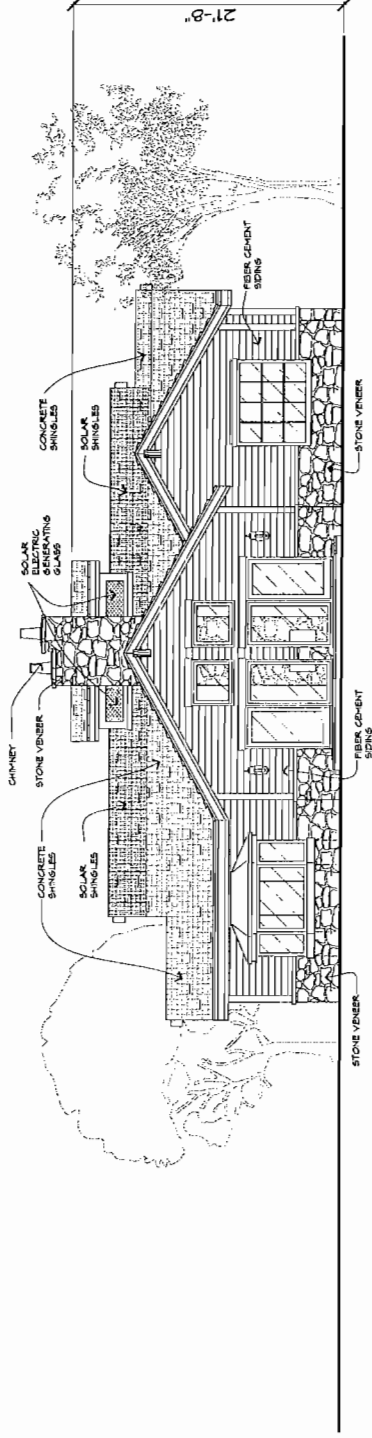 CHIMNEY
STONE VENEER
CONCRETE
SHINGLES
SOLAR
SHINGLES
SOLAR
ELECTRIC
GENERATING
GLASS
SOLAR
SHINGLES
CONCRETE
SHINGLES
21'-8"
FIBER CEMENT
SIDING
STONE VENEER
FIBER CEMENT
SIDING
STONE VENEER